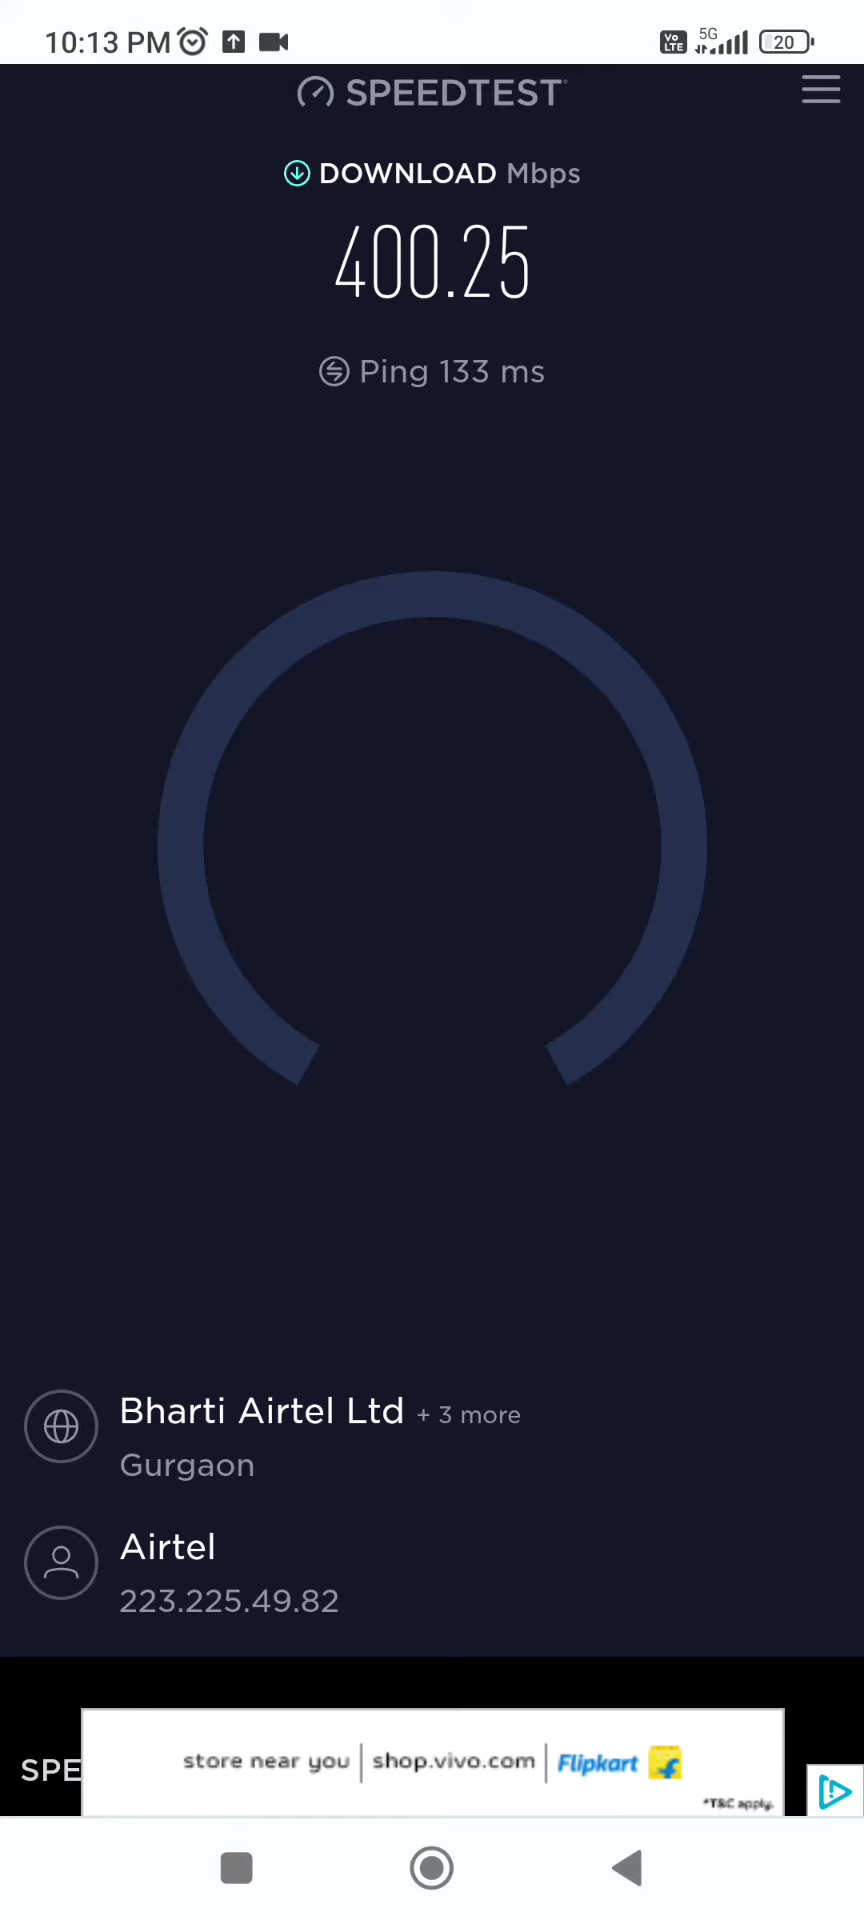 10:13 PM VoLTE 5G 20
SPEEDTEST
DOWNLOAD Mbps
400.25
Ping 133 ms
Bharti Airtel Ltd + 3 more
Gurgaon
Airtel
223.225.49.82
SPE
store near you | shop.vivo.com | Flipkart
*T&C apply.